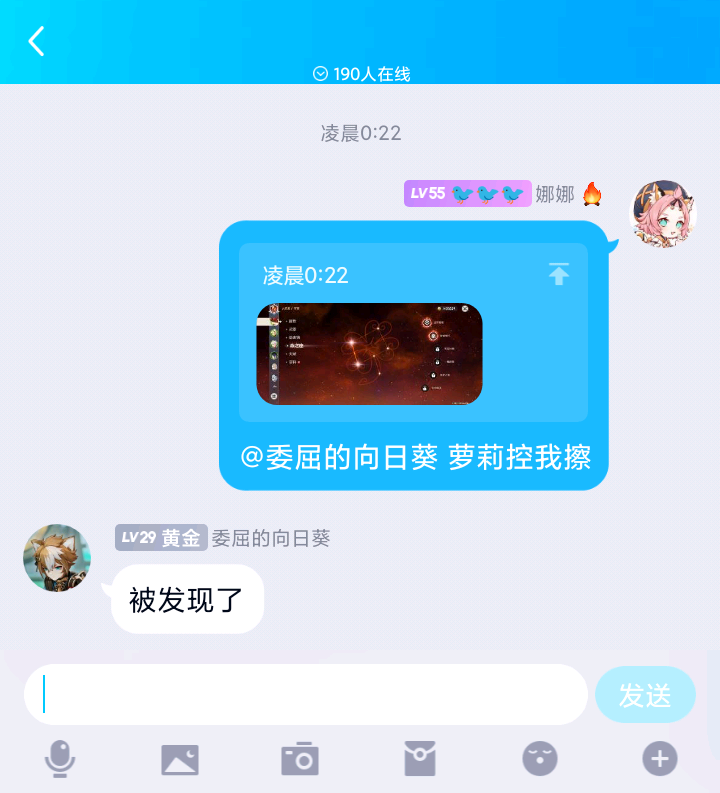 190人在线
凌晨0:22
LV55 娜娜
凌晨0:22
@委屈的向日葵 萝莉控我擦
LV29 黄金 委屈的向日葵
被发现了
发送